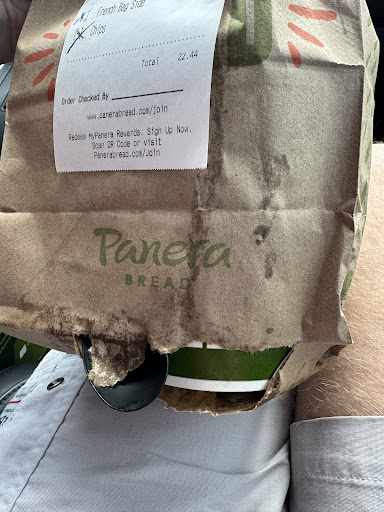 1 French Bag Side
Chips
Total 22.44
Order Checked By
www.panerabread.com/join
Redeem MyPanera Rewards. Sign Up Now.
Scan QR Code or visit
Panerabread.com/Join
Panera
BREAD